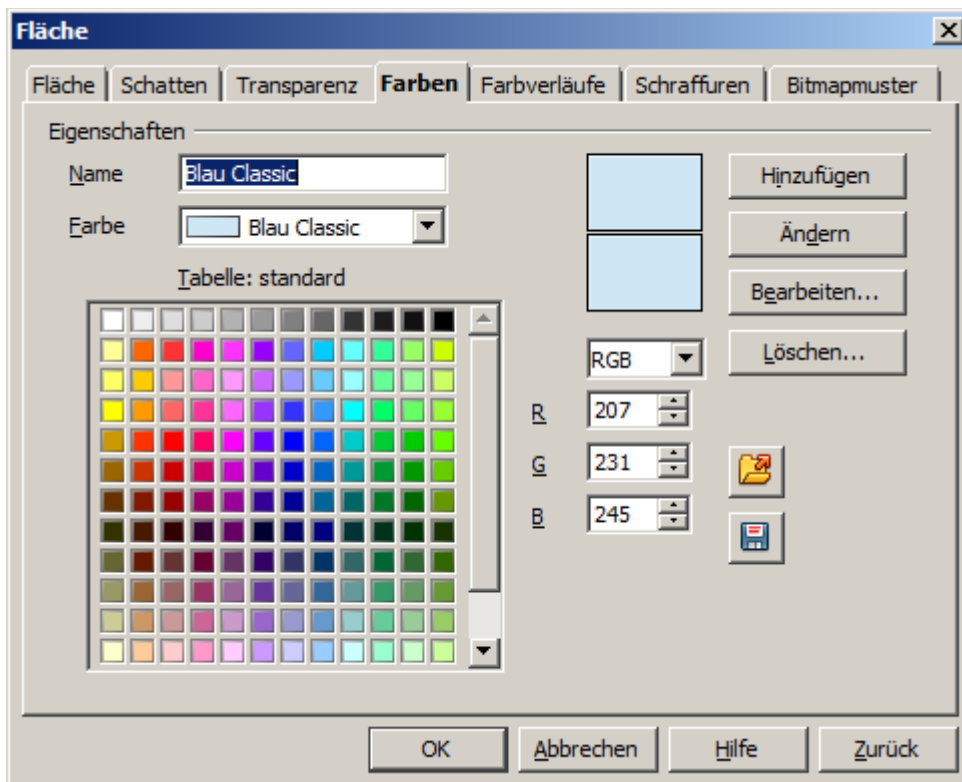 Fläche
Fläche Schatten Transparenz Farben Farbverläufe Schraffuren Bitmapmuster
Eigenschaften
Name Blau Classic
Farbe Blau Classic
Tabelle: standard
Hinzufügen
Ändern
Bearbeiten...
Löschen...
RGB
R 207
G 231
B 245
OK Abbrechen Hilfe Zurück